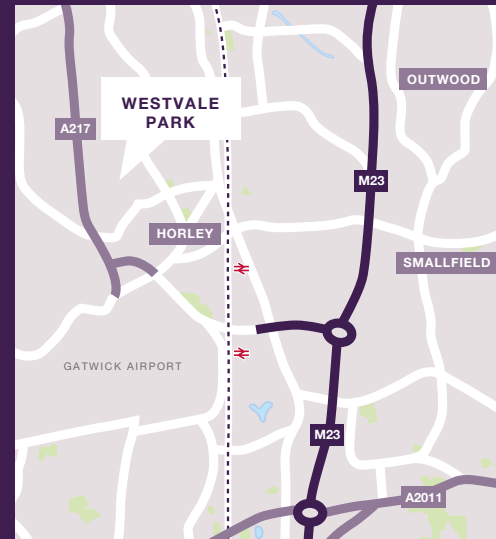 OUTWOOD
WESTVALE
PARK
A217
M23
HORLEY
SMALLFIELD
GATWICK AIRPORT
M23
A2011